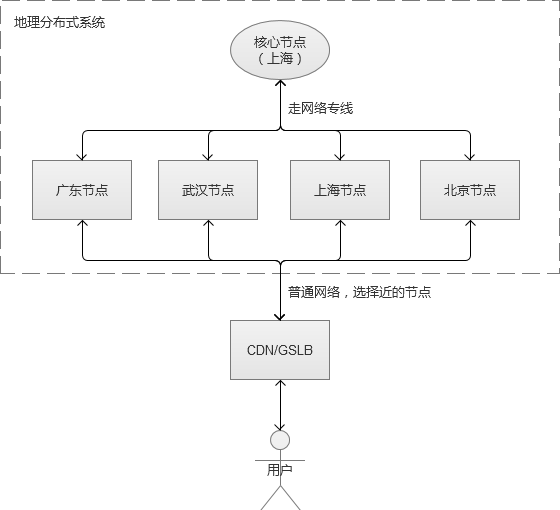 地理分布式系统
核心节点
（上海）
走网络专线
广东节点
武汉节点
上海节点
北京节点
普通网络，选择近的节点
CDN/GSLB
用户